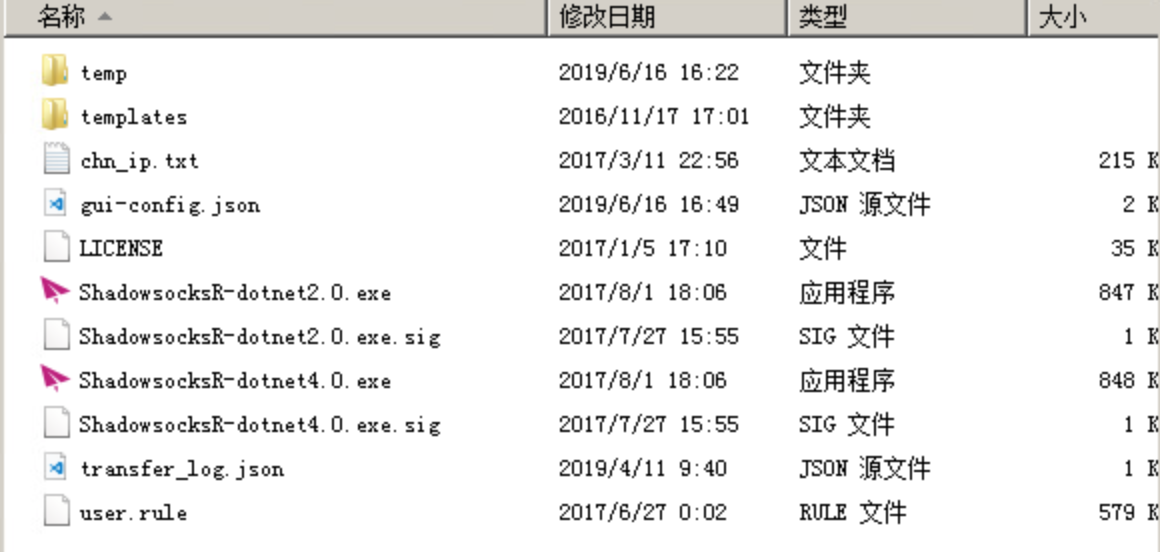 名称 修改日期 类型 大小
temp 2019/6/16 16:22 文件夹
templates 2016/11/17 17:01 文件夹
chn_ip.txt 2017/3/11 22:56 文本文档 215 K
gui-config.json 2019/6/16 16:49 JSON 源文件 2 K
LICENSE 2017/1/5 17:10 文件 35 K
ShadowsocksR-dotnet2.0.exe 2017/8/1 18:06 应用程序 847 K
ShadowsocksR-dotnet2.0.exe.sig 2017/7/27 15:55 SIG 文件 1 K
ShadowsocksR-dotnet4.0.exe 2017/8/1 18:06 应用程序 848 K
ShadowsocksR-dotnet4.0.exe.sig 2017/7/27 15:55 SIG 文件 1 K
transfer_log.json 2019/4/11 9:40 JSON 源文件 1 K
user.rule 2017/6/27 0:02 RULE 文件 579 K